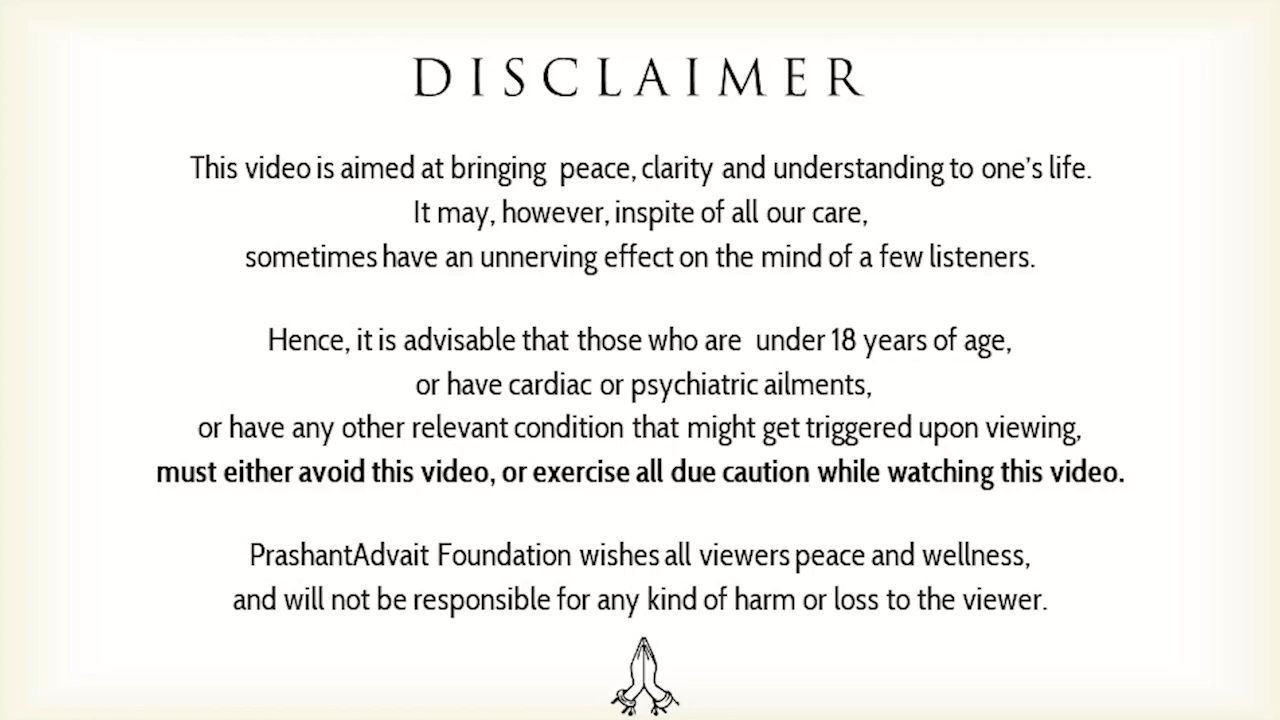 DISCLAIMER
This video is aimed at bringing peace, clarity and understanding to one's life.
It may, however, inspite of all our care,
sometimes have an unnerving effect on the mind of a few listeners.
Hence, it is advisable that those who are under 18 years of age,
or have cardiac or psychiatric ailments,
or have any other relevant condition that might get triggered upon viewing,
must either avoid this video, or exercise all due caution while watching this video.
PrashantAdvait Foundation wishes all viewers peace and wellness,
and will not be responsible for any kind of harm or loss to the viewer.